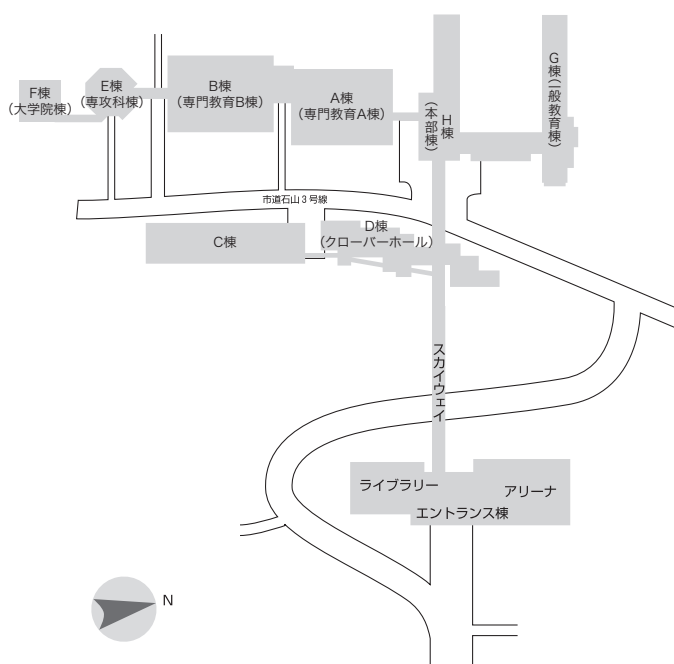 F棟
(大学院棟)
E棟
(専攻科棟)
B棟
(専門教育B棟)
A棟
(専門教育A棟)
H棟
(本部棟)
G棟(一般教育棟)
市道石山3号線
C棟
D棟
(クローバーホール)
スカイウェイ
ライブラリー
アリーナ
エントランス棟
N